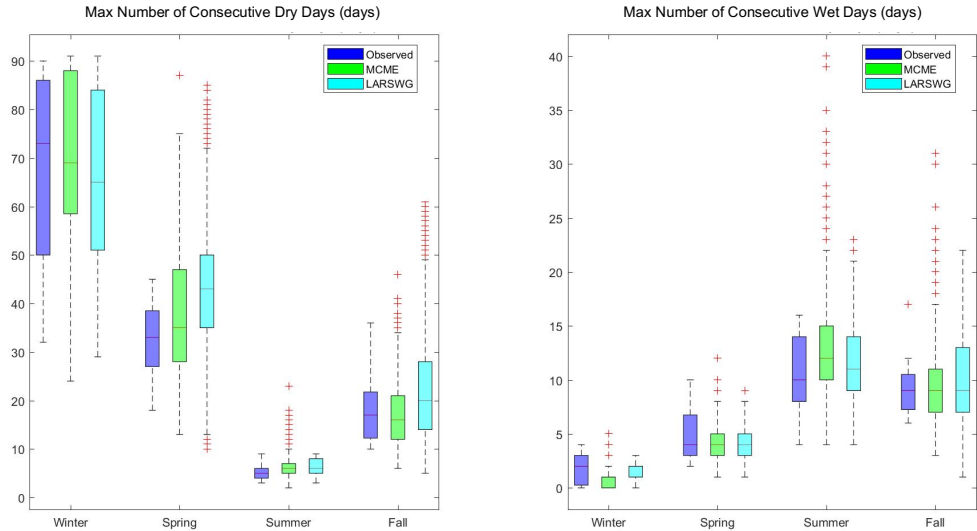 Max Number of Consecutive Dry Days (days)
Observed
MCME
LARSWG
90
80
70
60
50
40
30
20
10
0
Winter Spring Summer Fall
Max Number of Consecutive Wet Days (days)
Observed
MCME
LARSWG
40
35
30
25
20
15
10
5
0
Winter Spring Summer Fall